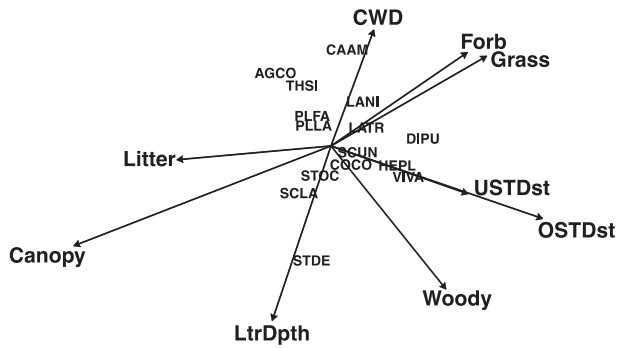 CWD
CAAM
Forb
Grass
AGCO
THSI
LANI
PLFA
PLLA
LATR
DIPU
SCUN
Litter
COCO
HEPL
STOC
VIVA
USTDst
SCLA
OSTDst
Canopy
STDE
Woody
LtrDpth